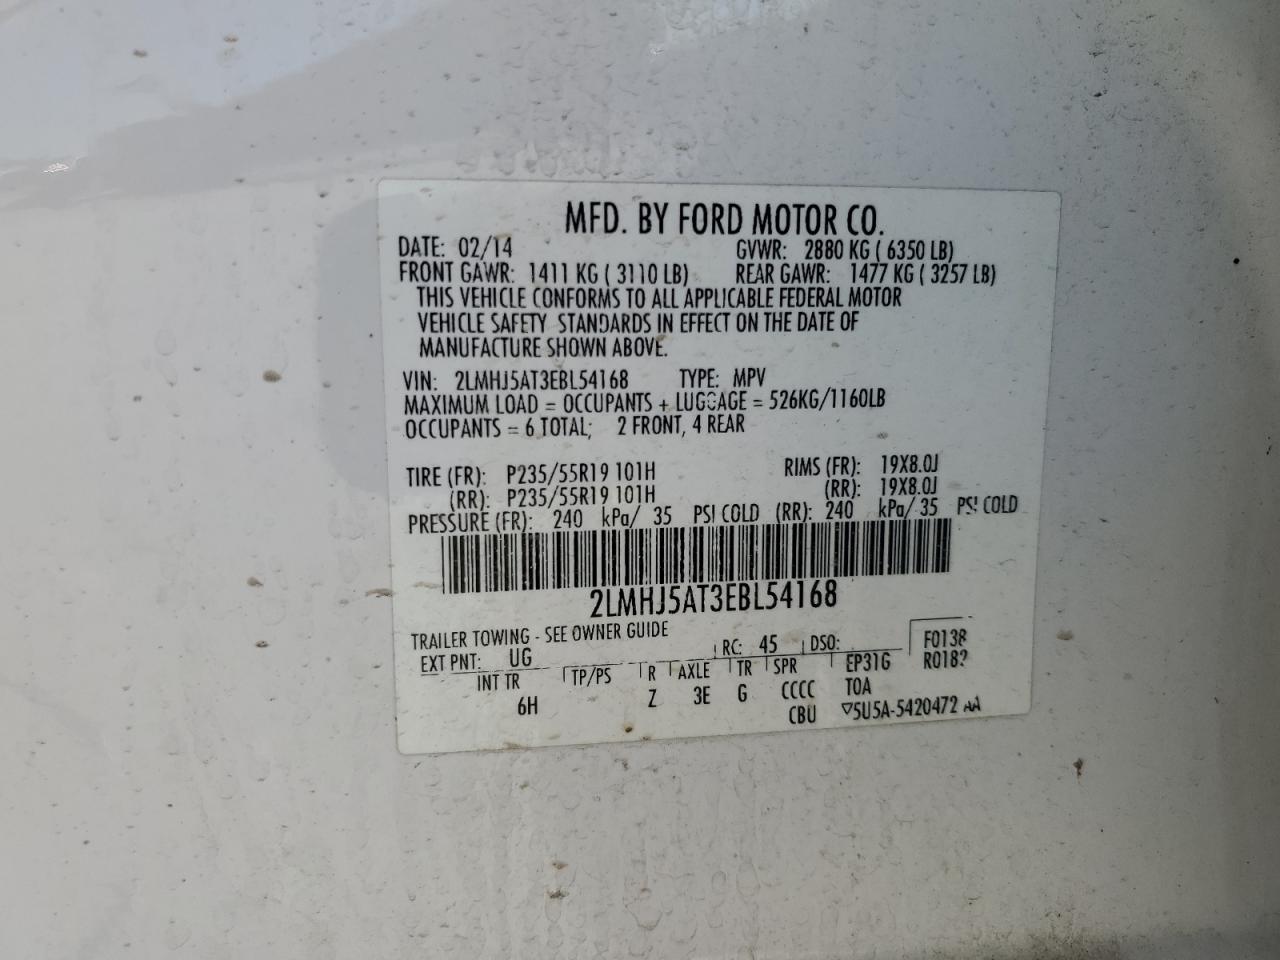 MFD. BY FORD MOTOR CO.
DATE: 02/14 GVWR: 2880 KG ( 6350 LB)
FRONT GAWR: 1411 KG ( 3110 LB) REAR GAWR: 1477 KG ( 3257 LB)
THIS VEHICLE CONFORMS TO ALL APPLICABLE FEDERAL MOTOR
VEHICLE SAFETY STANDARDS IN EFFECT ON THE DATE OF
MANUFACTURE SHOWN ABOVE.
VIN: 2LMHJ5AT3EBL54168 TYPE: MPV
MAXIMUM LOAD = OCCUPANTS + LUGGAGE = 526KG/1160LB
OCCUPANTS = 6 TOTAL; 2 FRONT, 4 REAR
TIRE (FR): P235/55R19 101H RIMS (FR): 19X8.0J
(RR): P235/55R19 101H (RR): 19X8.0J
PRESSURE (FR): 240 kPa/ 35 PSI COLD (RR): 240 kPa/ 35 PSI COLD
2LMHJ5AT3EBL54168
TRAILER TOWING - SEE OWNER GUIDE
EXT PNT: UG RC: 45 DSO: F0138
INT TR TP/PS R AXLE TR SPR EP31G
6H Z 3E G CCCC T0A
CBU ▽5U5A-5420472 AA